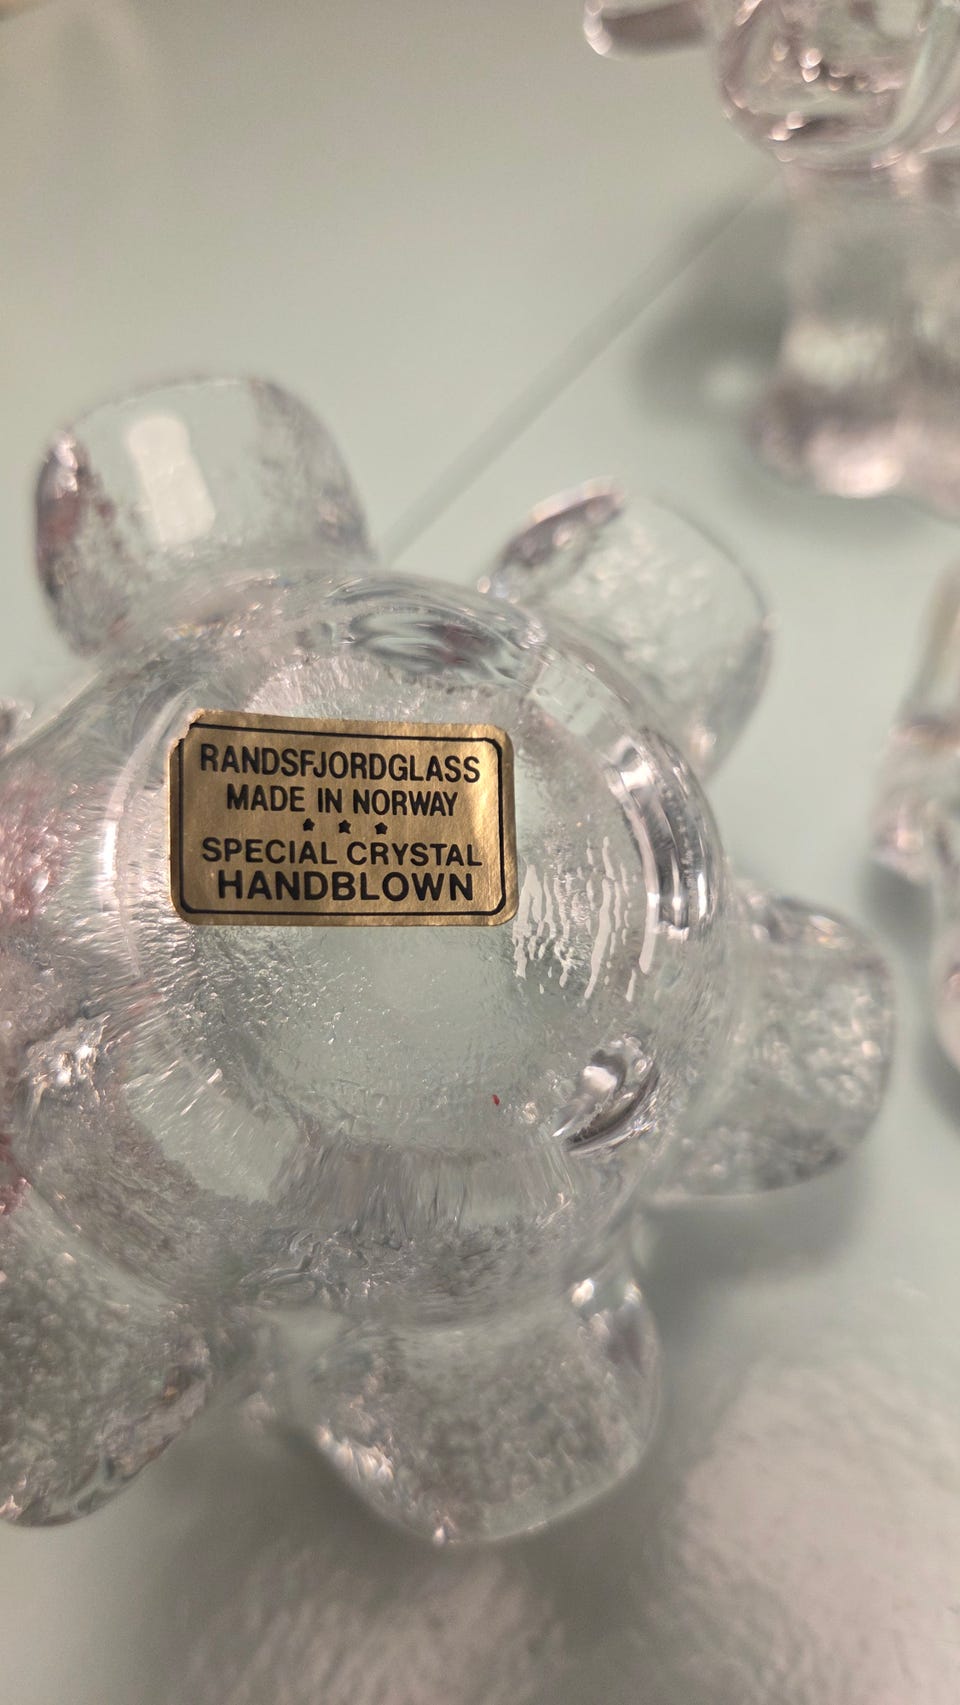 RANDSFJORDGLASS
MADE IN NORWAY
★ ★ ★
SPECIAL CRYSTAL
HANDBLOWN